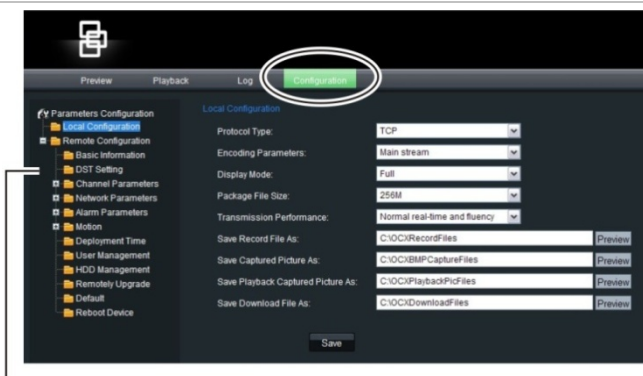 Preview Playback Log Configuration
Parameters Configuration
Local Configuration
Remote Configuration
Basic Information
DST Setting
Channel Parameters
Network Parameters
Alarm Parameters
Motion
Deployment Time
User Management
HDD Management
Remotely Upgrade
Default
Reboot Device
Local Configuration
Protocol Type: TCP
Encoding Parameters: Main stream
Display Mode: Full
Package File Size: 256M
Transmission Performance: Normal real-time and fluency
Save Record File As: C:\OCXRecordFiles Preview
Save Captured Picture As: C:\OCXBMPCaptureFiles Preview
Save Playback Captured Picture As: C:\OCXPlaybackPicFiles Preview
Save Download File As: C:\OCXDownloadFiles Preview
Save